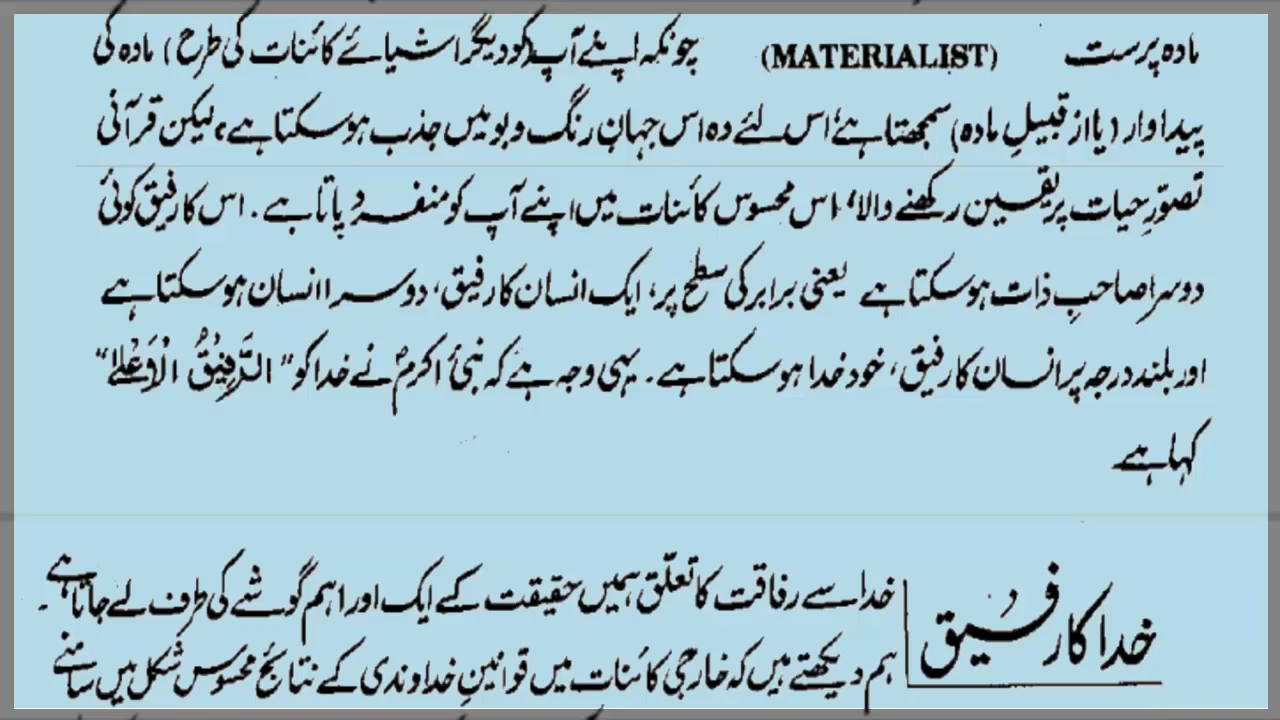 مادہ پرست (MATERIALIST) چونکہ اپنے آپ (کو دیگر اشیائے کائنات کی طرح) مادہ کی
پیداوار (یا از قبیلِ مادہ) سمجھتا ہے اس لئے وہ اس جہانِ رنگ و بو میں جذب ہو سکتا ہے، لیکن قرآنی
تصوّرِ حیات پر یقین رکھنے والا، اس محسوس کائنات میں اپنے آپ کو منفرد پاتا ہے۔ اس کا رفیق کوئی
دوسرا صاحبِ ذات ہو سکتا ہے یعنی برابر کی سطح پر، ایک انسان کا رفیق، دوسرا انسان ہو سکتا ہے
اور بلند درجہ پر انسان کا رفیق، خود خدا ہو سکتا ہے۔ یہی وجہ ہے کہ نبیٔ اکرمؐ نے خدا کو "الرَّفِیْقُ الْاَعْلیٰ"
کہا ہے
خدا کا رفیق
خدا سے رفاقت کا تعلّق ہمیں حقیقت کے ایک اور اہم گوشے کی طرف لے جاتا ہے۔
ہم دیکھتے ہیں کہ خارجی کائنات میں قوانینِ خداوندی کے نتائج محسوس شکل میں سامنے